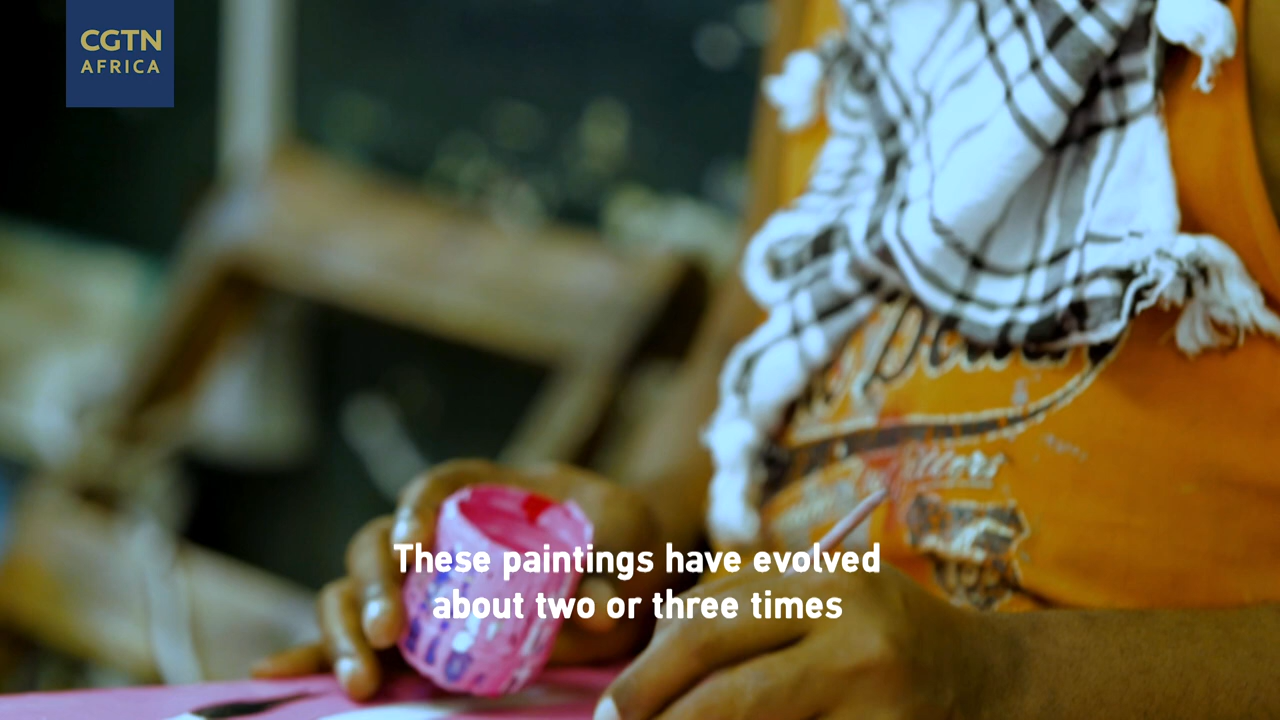 CGTN
AFRICA
These paintings have evolved
about two or three times